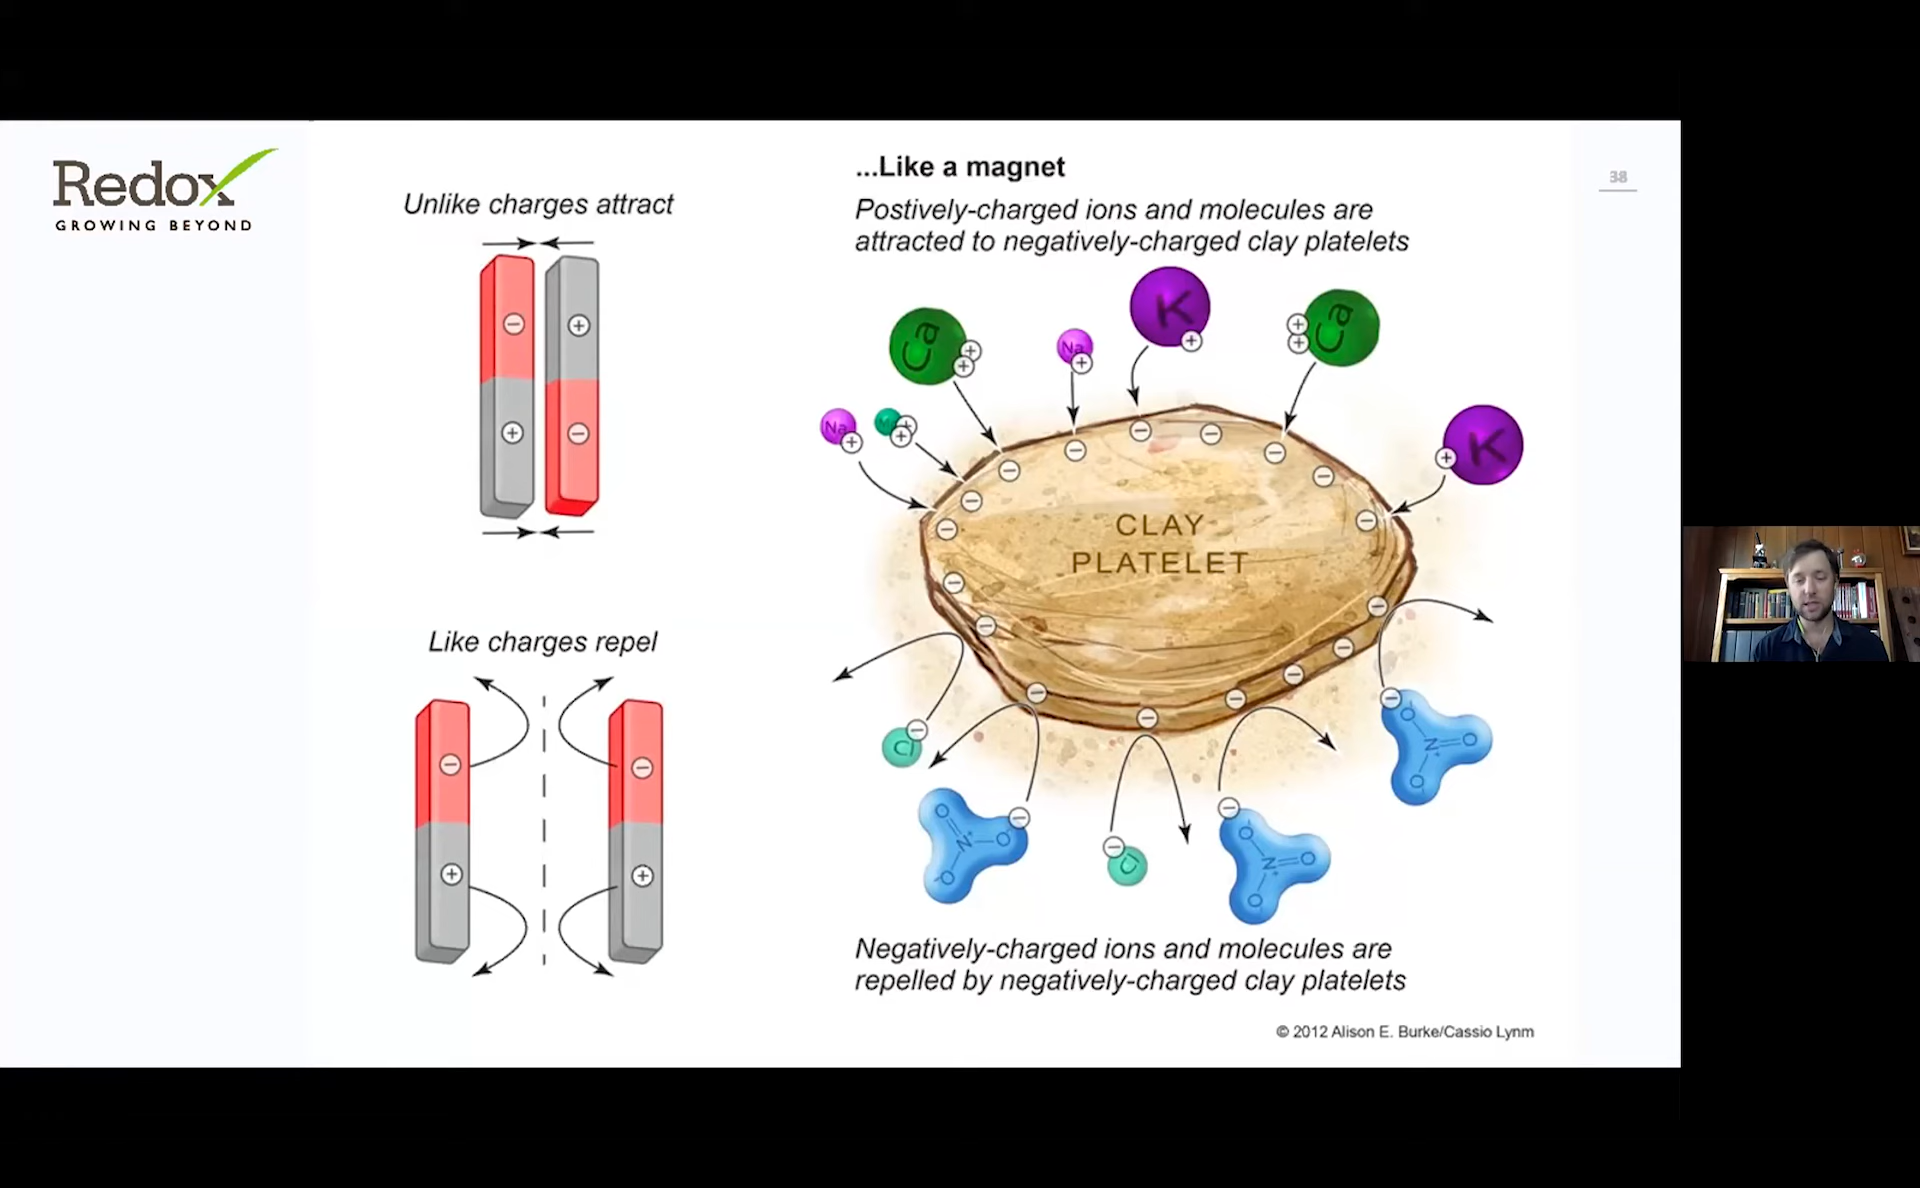 Redox
GROWING BEYOND
Unlike charges attract
Like charges repel
...Like a magnet
Postively-charged ions and molecules are
attracted to negatively-charged clay platelets
38
Ca
Na
K
Ca
Na
K
CLAY
PLATELET
Cl
N O O O
Cl
N O O O
N O O O
Negatively-charged ions and molecules are
repelled by negatively-charged clay platelets
© 2012 Alison E. Burke/Cassio Lynm